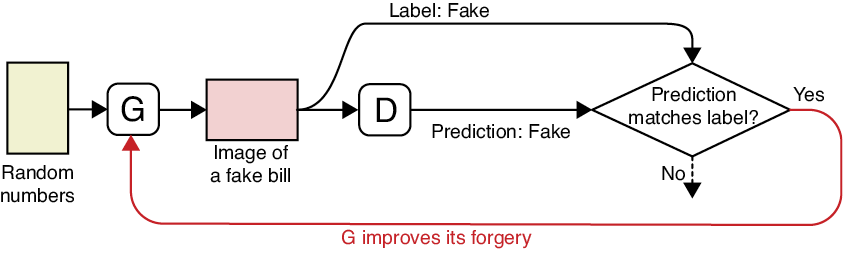 Label: Fake
Random
numbers
G
Image of
a fake bill
D
Prediction: Fake
Prediction
matches label?
Yes
No
G improves its forgery